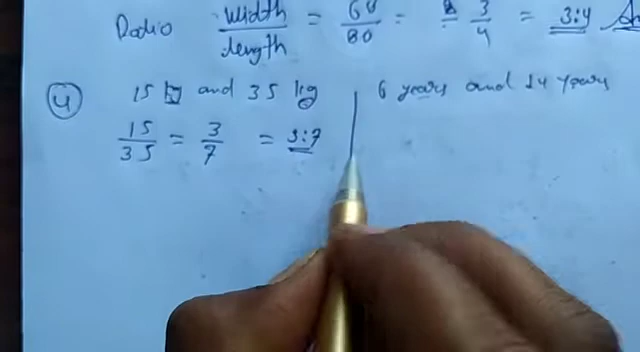 Ratio width/length = 60/80 = 3/4 = 3:4
4 15 kg and 35 kg | 6 years and 14 years
15/35 = 3/7 = 3:7